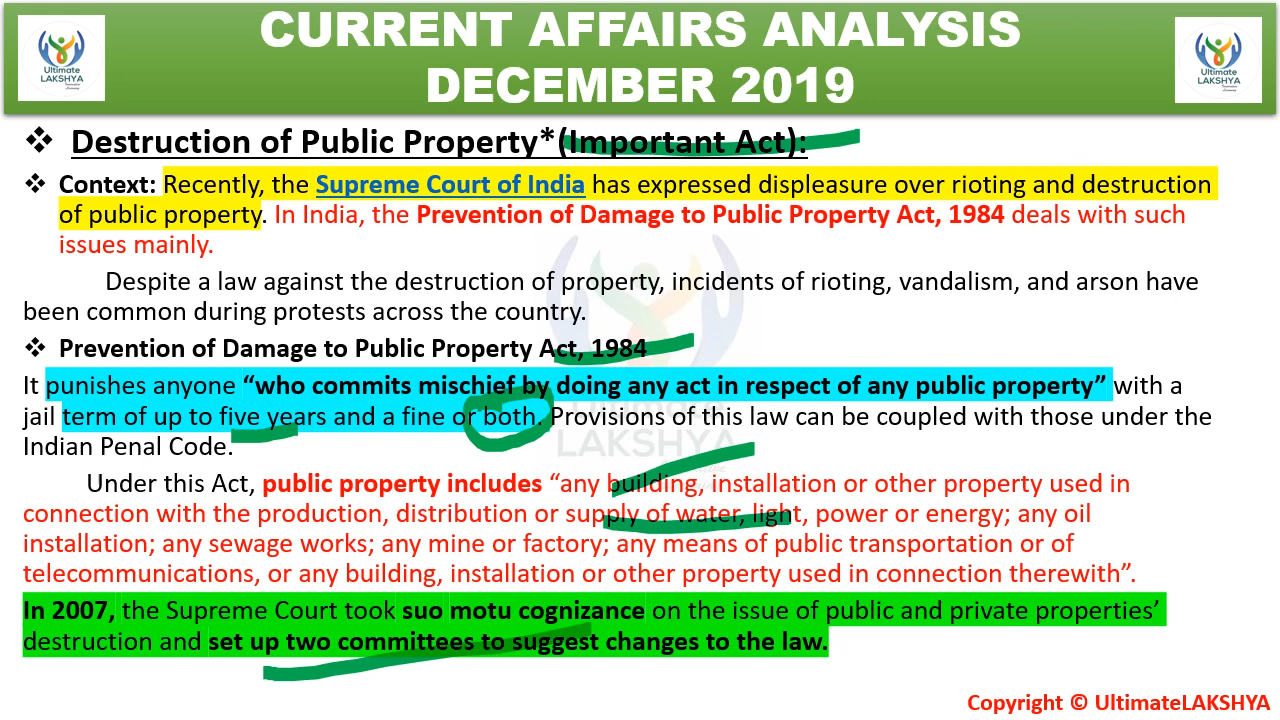 CURRENT AFFAIRS ANALYSIS
DECEMBER 2019
Ultimate
LAKSHYA
Ultimate
LAKSHYA
❖ Destruction of Public Property*(Important Act):
❖ Context: Recently, the Supreme Court of India has expressed displeasure over rioting and destruction
of public property. In India, the Prevention of Damage to Public Property Act, 1984 deals with such
issues mainly.
Despite a law against the destruction of property, incidents of rioting, vandalism, and arson have
been common during protests across the country.
❖ Prevention of Damage to Public Property Act, 1984
It punishes anyone “who commits mischief by doing any act in respect of any public property” with a
jail term of up to five years and a fine or both. Provisions of this law can be coupled with those under the
Indian Penal Code.
Ultimate
LAKSHYA
Under this Act, public property includes “any building, installation or other property used in
connection with the production, distribution or supply of water, light, power or energy; any oil
installation; any sewage works; any mine or factory; any means of public transportation or of
telecommunications, or any building, installation or other property used in connection therewith”.
In 2007, the Supreme Court took suo motu cognizance on the issue of public and private properties’
destruction and set up two committees to suggest changes to the law.
Copyright © UltimateLAKSHYA